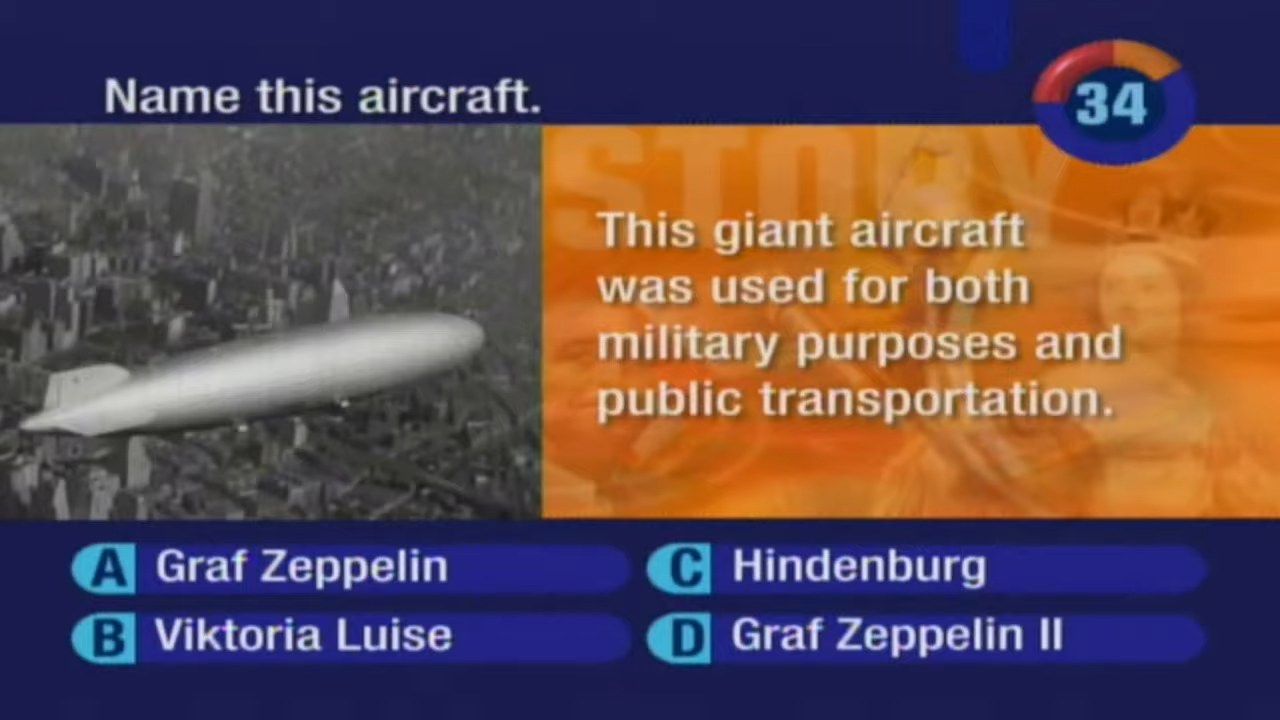 Name this aircraft.
34
STORY
This giant aircraft
was used for both
military purposes and
public transportation.
A Graf Zeppelin
C Hindenburg
B Viktoria Luise
D Graf Zeppelin II